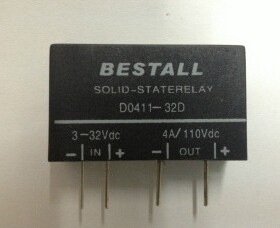 BESTALL
SOLID-STATERELAY
D0411-32D
3-32Vdc 4A/110Vdc
- IN + - OUT +